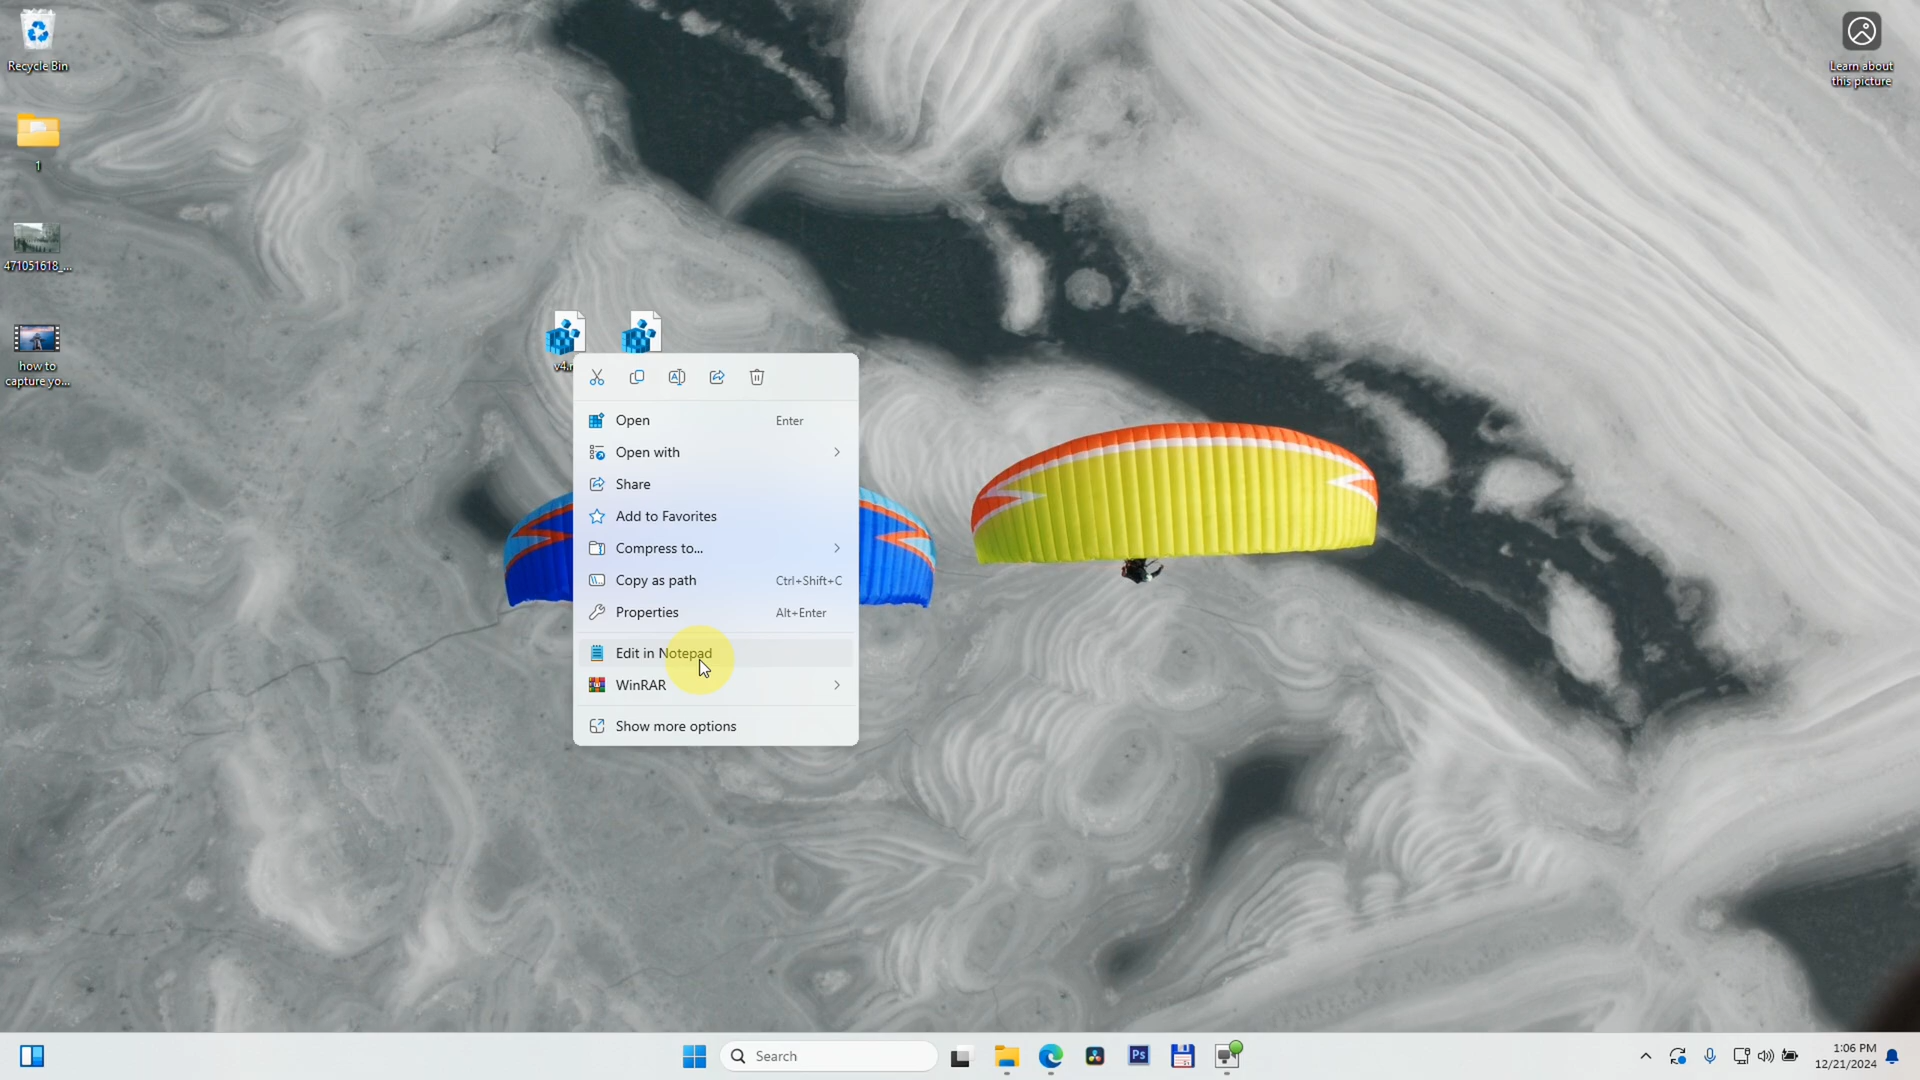 Recycle Bin
1
471051618_...
how to
capture yo...
Learn about
this picture
v4.r
Open Enter
Open with
Share
Add to Favorites
Compress to...
Copy as path Ctrl+Shift+C
Properties Alt+Enter
Edit in Notepad
WinRAR
Show more options
Search
Ps
1:06 PM
12/21/2024